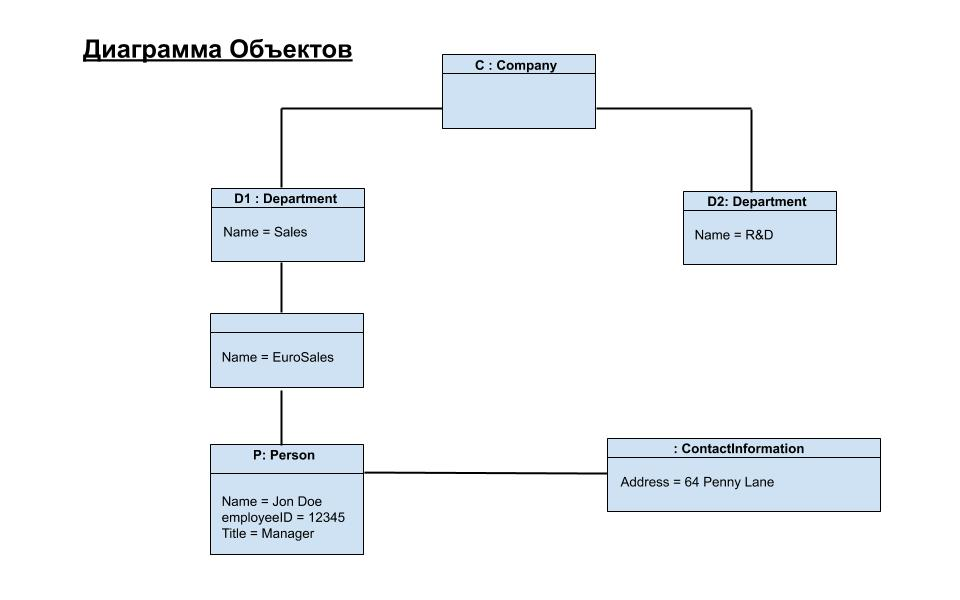 Диаграмма Объектов
C : Company
D1 : Department
Name = Sales
D2: Department
Name = R&D
Name = EuroSales
P: Person
Name = Jon Doe
employeeID = 12345
Title = Manager
: ContactInformation
Address = 64 Penny Lane